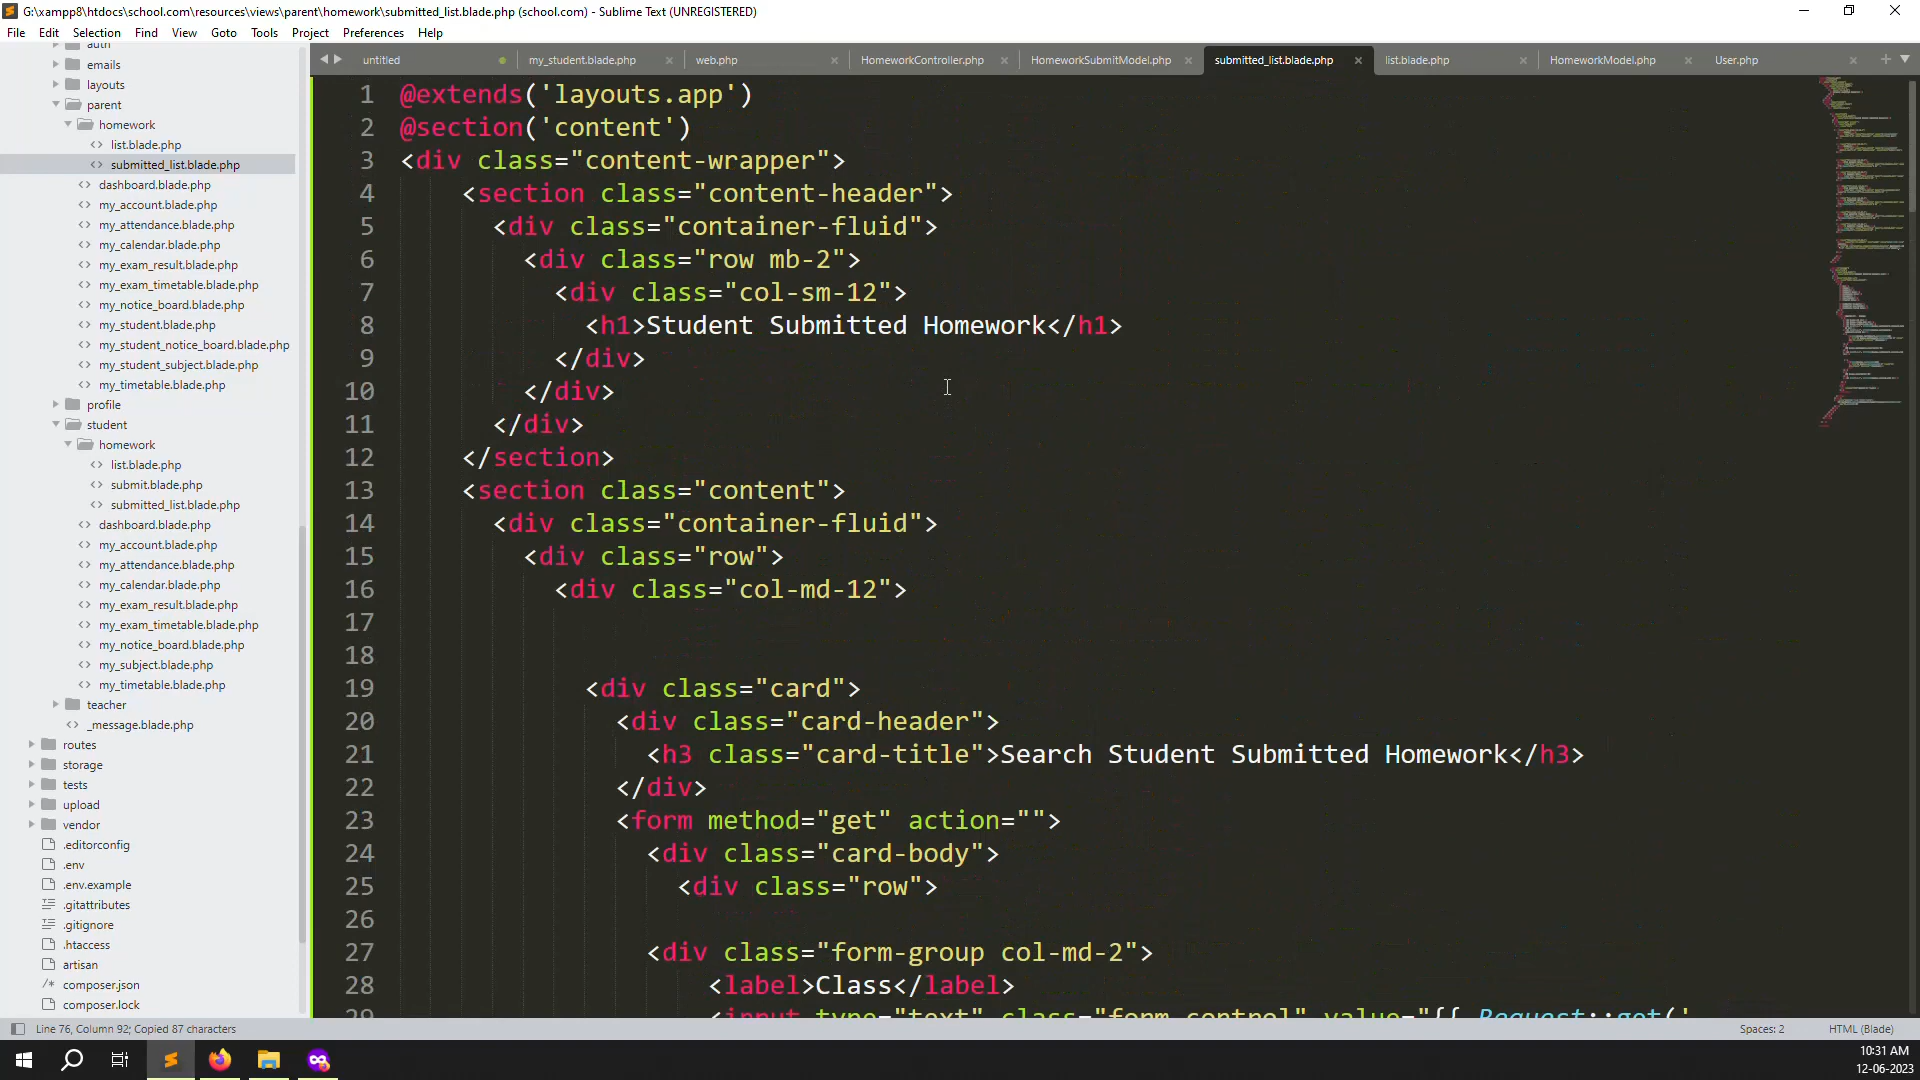 G:\xampp8\htdocs\school.com\resources\views\parent\homework\submitted_list.blade.php (school.com) - Sublime Text (UNREGISTERED)
File Edit Selection Find View Goto Tools Project Preferences Help
untitled my_student.blade.php web.php HomeworkController.php HomeworkSubmitModel.php submitted_list.blade.php list.blade.php HomeworkModel.php User.php
auth
emails
layouts
parent
homework
list.blade.php
submitted_list.blade.php
dashboard.blade.php
my_account.blade.php
my_attendance.blade.php
my_calendar.blade.php
my_exam_result.blade.php
my_exam_timetable.blade.php
my_notice_board.blade.php
my_student.blade.php
my_student_notice_board.blade.php
my_student_subject.blade.php
my_timetable.blade.php
profile
student
homework
list.blade.php
submit.blade.php
submitted_list.blade.php
dashboard.blade.php
my_account.blade.php
my_attendance.blade.php
my_calendar.blade.php
my_exam_result.blade.php
my_exam_timetable.blade.php
my_notice_board.blade.php
my_subject.blade.php
my_timetable.blade.php
teacher
_message.blade.php
routes
storage
tests
upload
vendor
.editorconfig
.env
.env.example
.gitattributes
.gitignore
.htaccess
artisan
composer.json
composer.lock
1 @extends('layouts.app')
2 @section('content')
3 <div class="content-wrapper">
4 <section class="content-header">
5 <div class="container-fluid">
6 <div class="row mb-2">
7 <div class="col-sm-12">
8 <h1>Student Submitted Homework</h1>
9 </div>
10 </div>
11 </div>
12 </section>
13 <section class="content">
14 <div class="container-fluid">
15 <div class="row">
16 <div class="col-md-12">
17
18
19 <div class="card">
20 <div class="card-header">
21 <h3 class="card-title">Search Student Submitted Homework</h3>
22 </div>
23 <form method="get" action="">
24 <div class="card-body">
25 <div class="row">
26
27 <div class="form-group col-md-2">
28 <label>Class</label>
29 <input type="text" class="form-control" value="{{ Request::get('
Line 76, Column 92; Copied 87 characters
Spaces: 2 HTML (Blade)
10:31 AM
12-06-2023